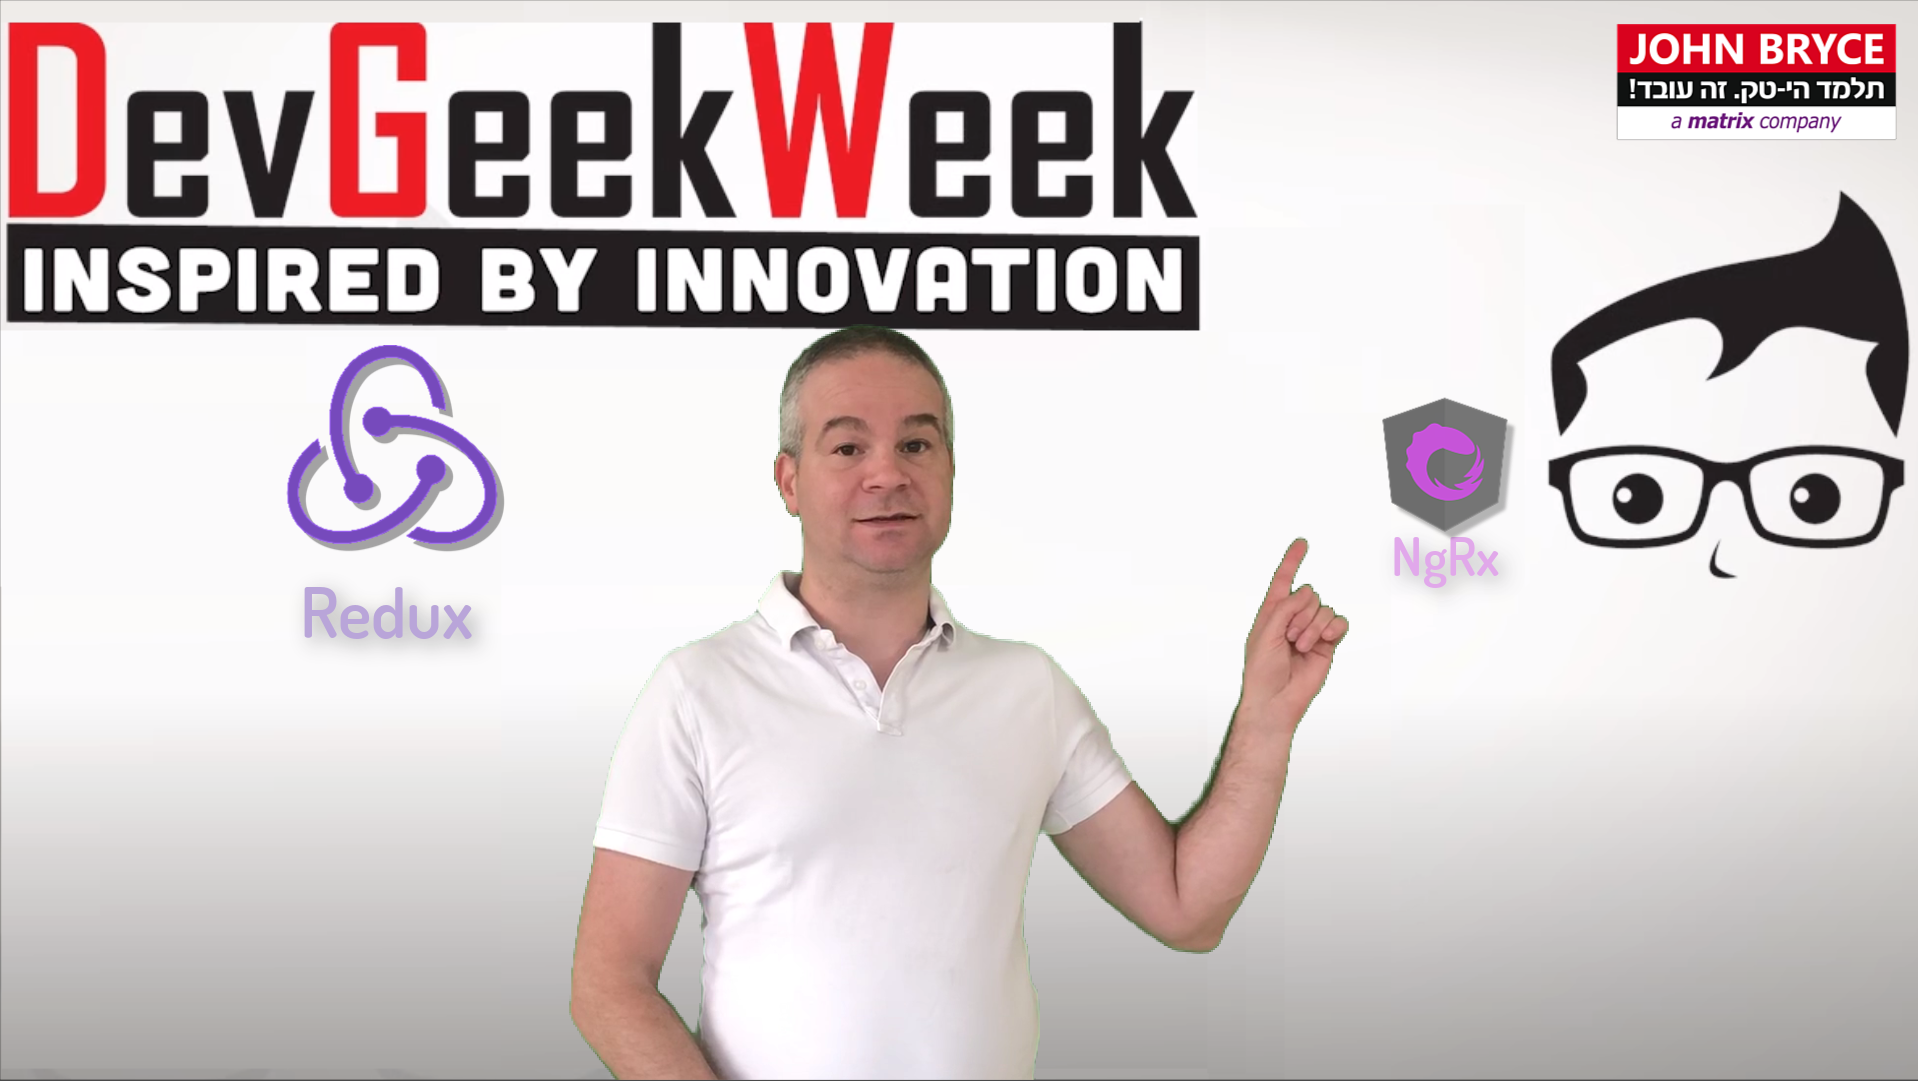 DevGeekWeek
INSPIRED BY INNOVATION
JOHN BRYCE
תלמד הי-טק. זה עובד!
a matrix company
Redux
NgRx